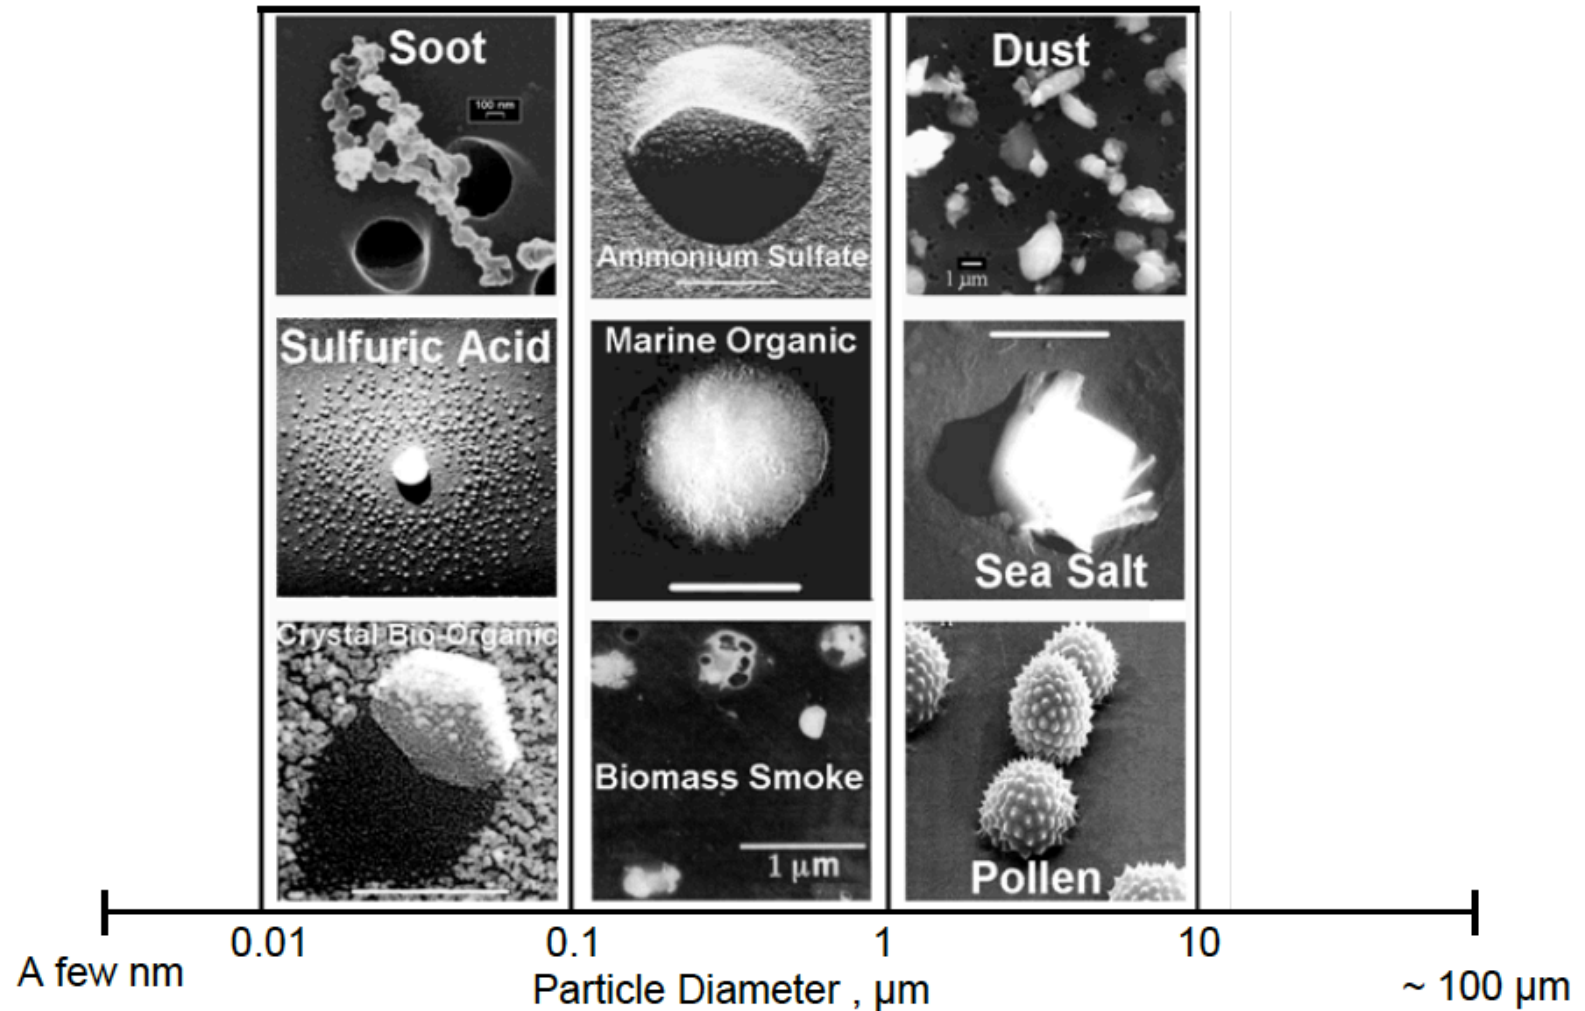 Soot
100 nm
Ammonium Sulfate
Dust
1 µm
Sulfuric Acid
Marine Organic
Sea Salt
Crystal Bio-Organic
Biomass Smoke
1 µm
Pollen
0.01 0.1 1 10
A few nm
Particle Diameter , µm
~ 100 µm